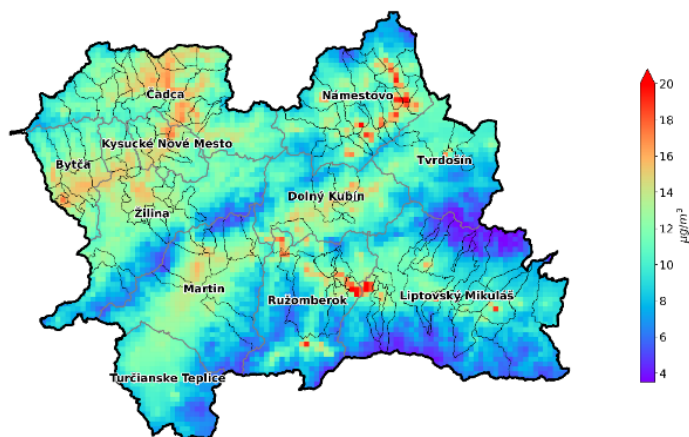 Čadca
Námestovo
Kysucké Nové Mesto
Tvrdošín
Bytča
Dolný Kubín
Žilina
Martin
Ružomberok
Liptovský Mikuláš
Turčianske Teplice
20
18
16
14
12
10
8
6
4
μg/m³